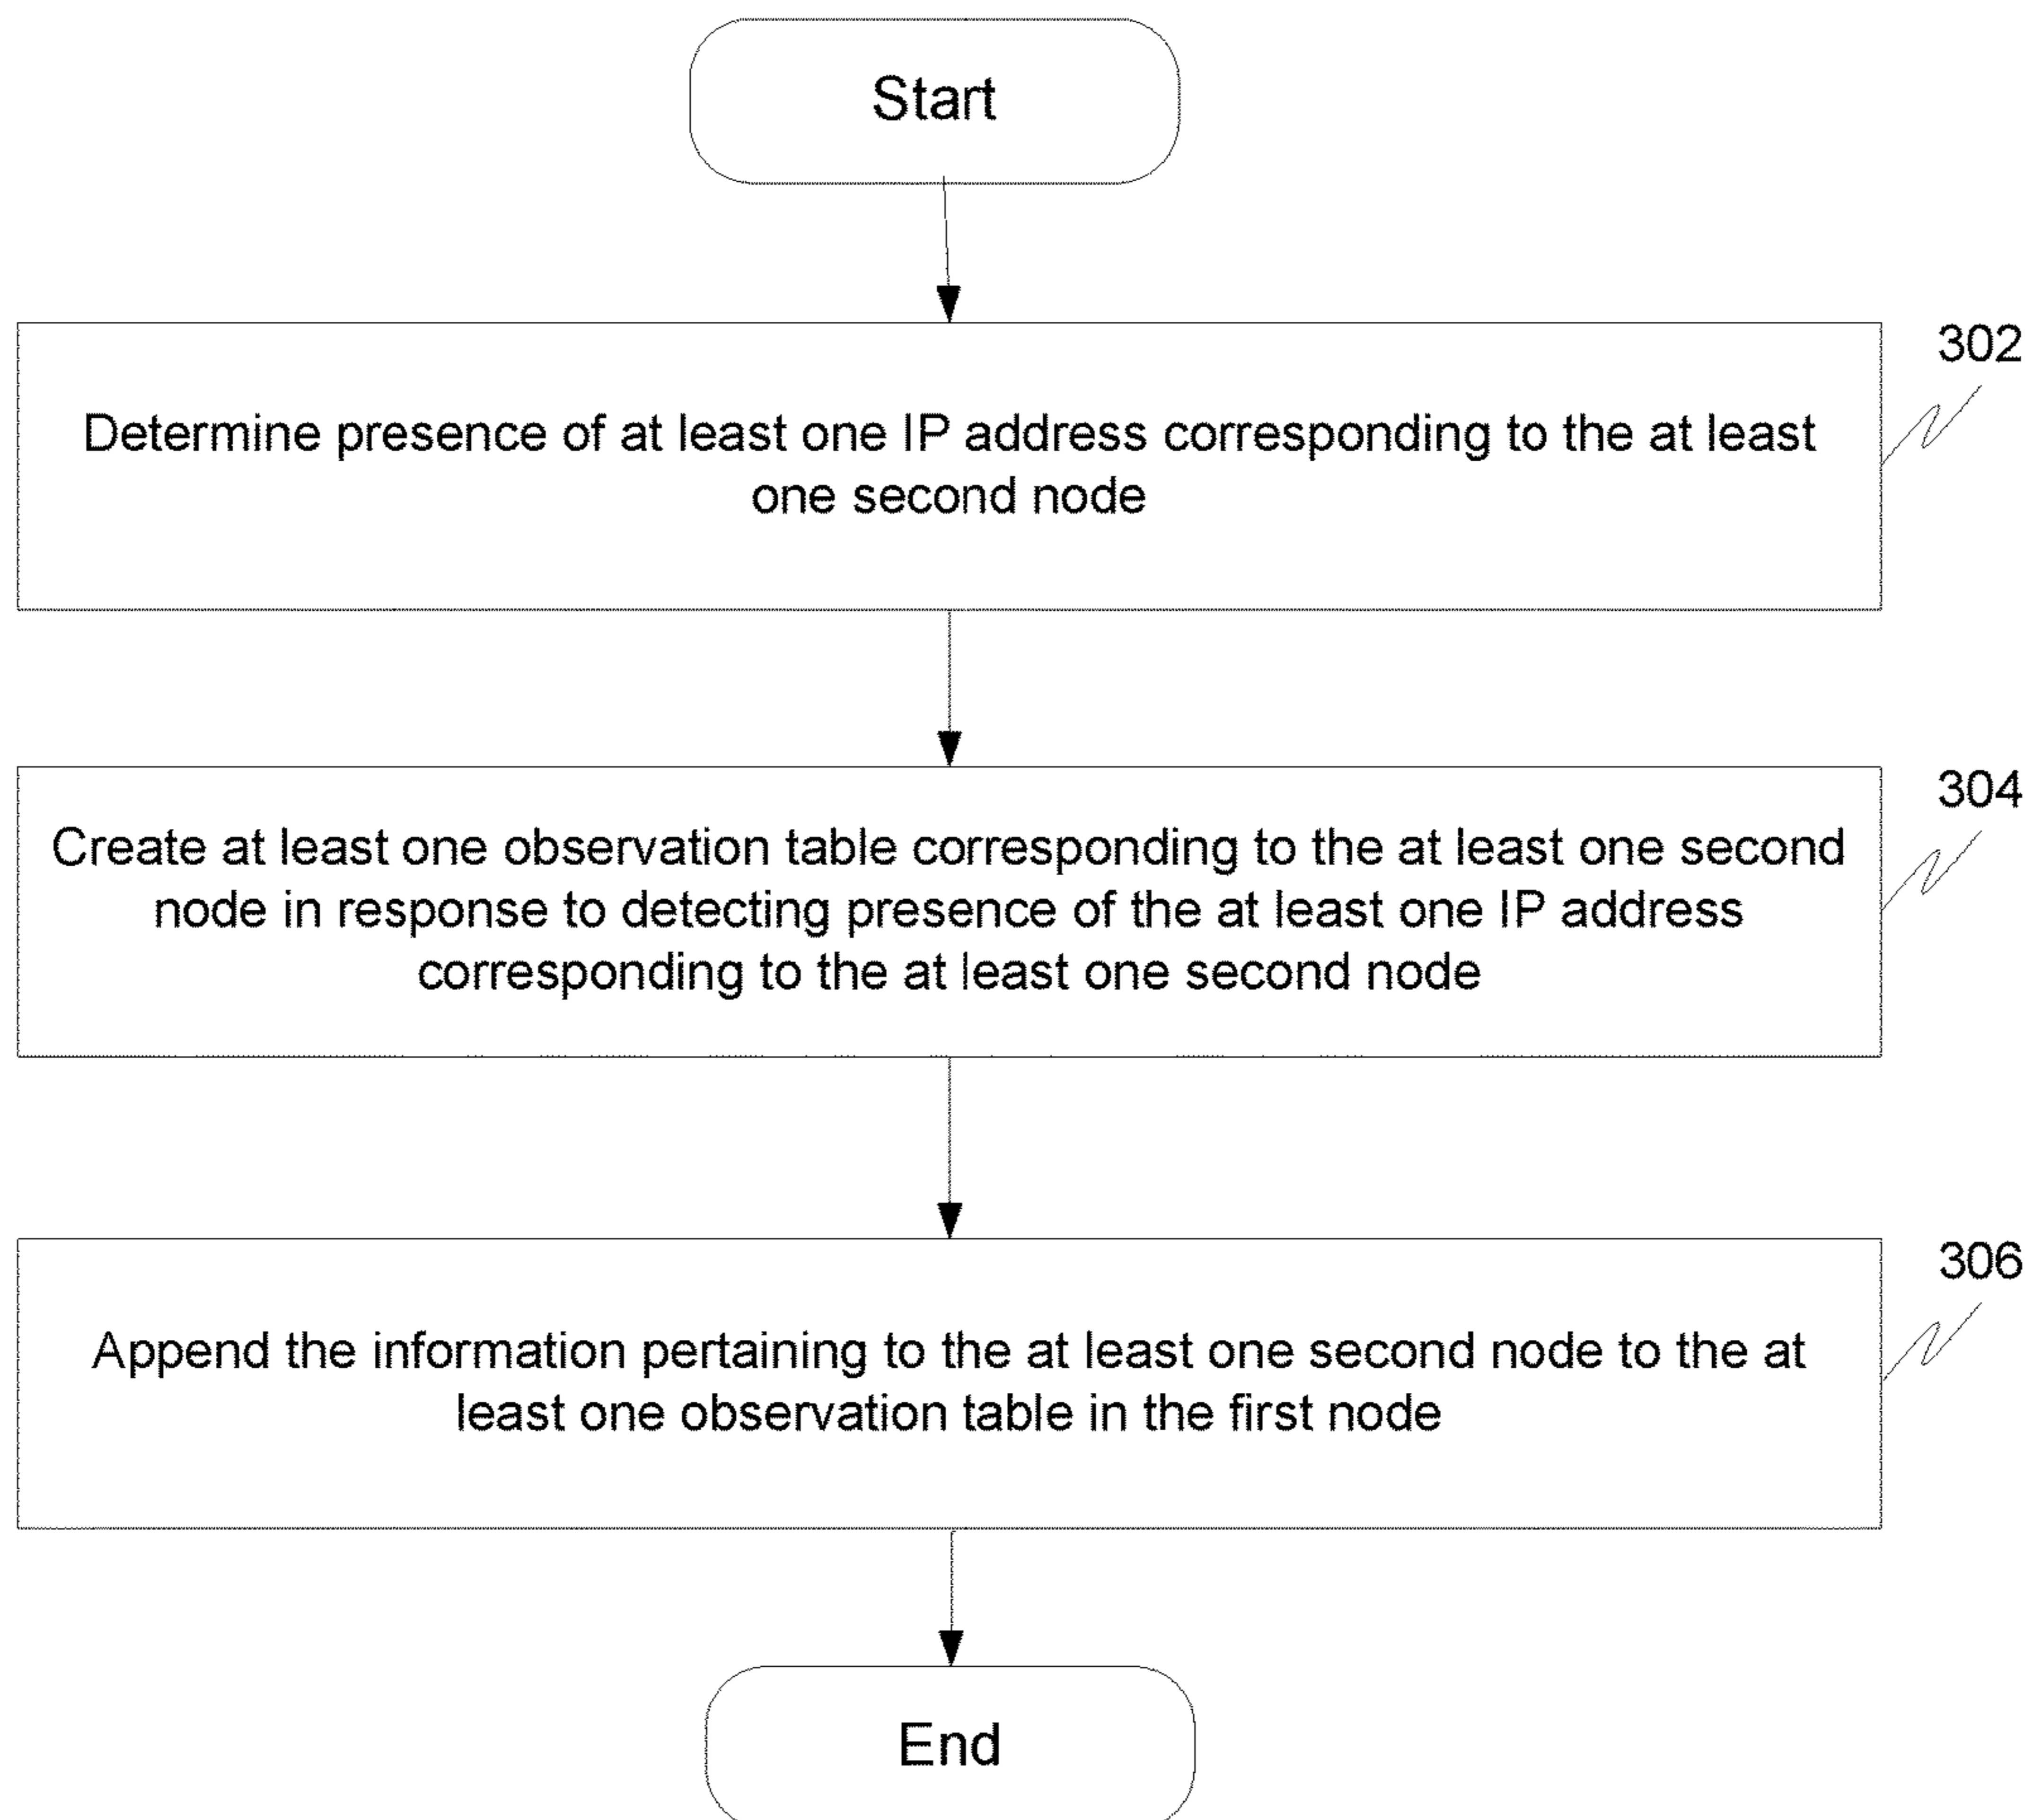 Start
302
Determine presence of at least one IP address corresponding to the at least
one second node
304
Create at least one observation table corresponding to the at least one second
node in response to detecting presence of the at least one IP address
corresponding to the at least one second node
306
Append the information pertaining to the at least one second node to the at
least one observation table in the first node
End